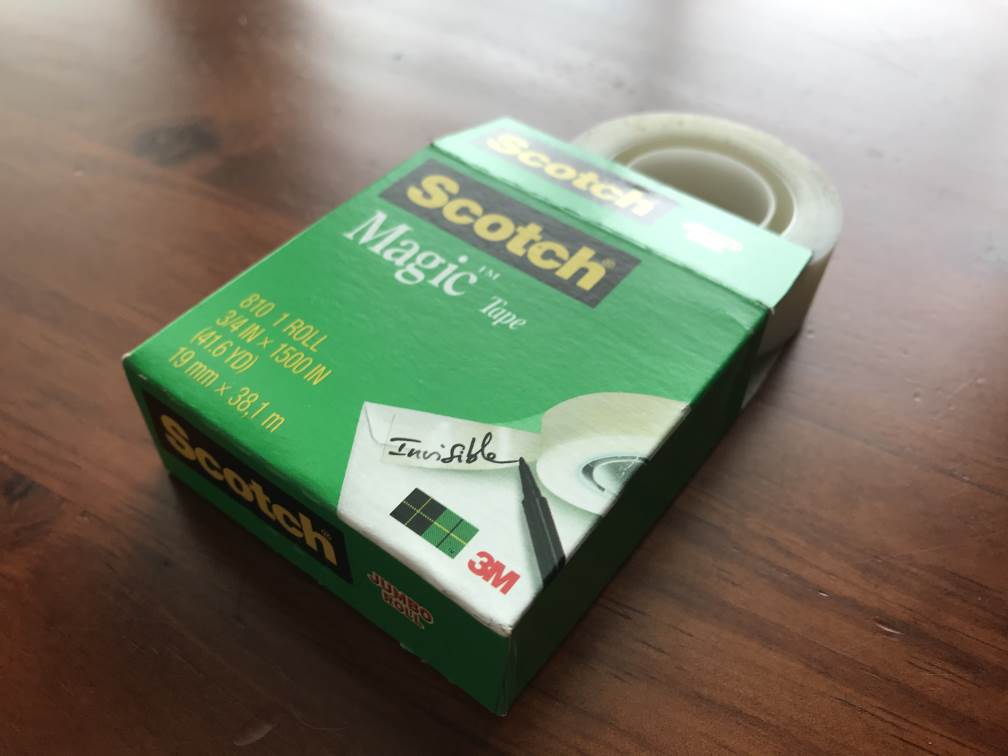 Scotch
Scotch®
Magic™ Tape
810 1 ROLL
3/4 IN × 1500 IN
(41.6 YD)
19 mm × 38,1 m
Invisible
3M
Scotch®
JUMBO
ROLL